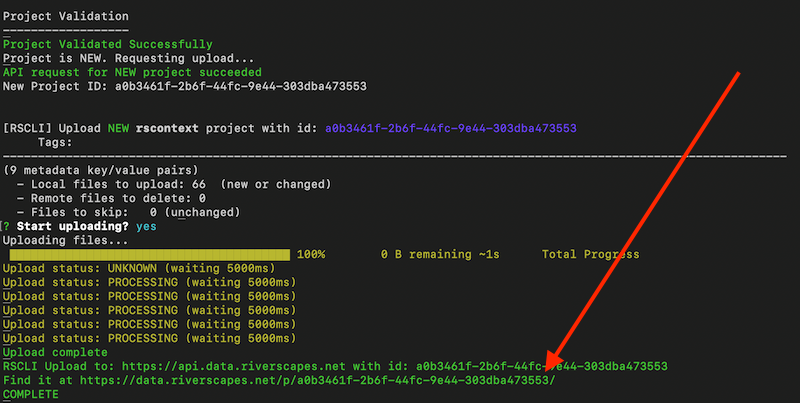 Project Validation
------------------
Project Validated Successfully
Project is NEW. Requesting upload...
API request for NEW project succeeded
New Project ID: a0b3461f-2b6f-44fc-9e44-303dba473553
[RSCLI] Upload NEW rscontext project with id: a0b3461f-2b6f-44fc-9e44-303dba473553
Tags:
(9 metadata key/value pairs)
- Local files to upload: 66 (new or changed)
- Remote files to delete: 0
- Files to skip: 0 (unchanged)
[? Start uploading? yes
Uploading files...
100% 0 B remaining ~1s Total Progress
Upload status: UNKNOWN (waiting 5000ms)
Upload status: PROCESSING (waiting 5000ms)
Upload status: PROCESSING (waiting 5000ms)
Upload status: PROCESSING (waiting 5000ms)
Upload status: PROCESSING (waiting 5000ms)
Upload status: PROCESSING (waiting 5000ms)
Upload complete
RSCLI Upload to: https://api.data.riverscapes.net with id: a0b3461f-2b6f-44fc-9e44-303dba473553
Find it at https://data.riverscapes.net/p/a0b3461f-2b6f-44fc-9e44-303dba473553/
COMPLETE